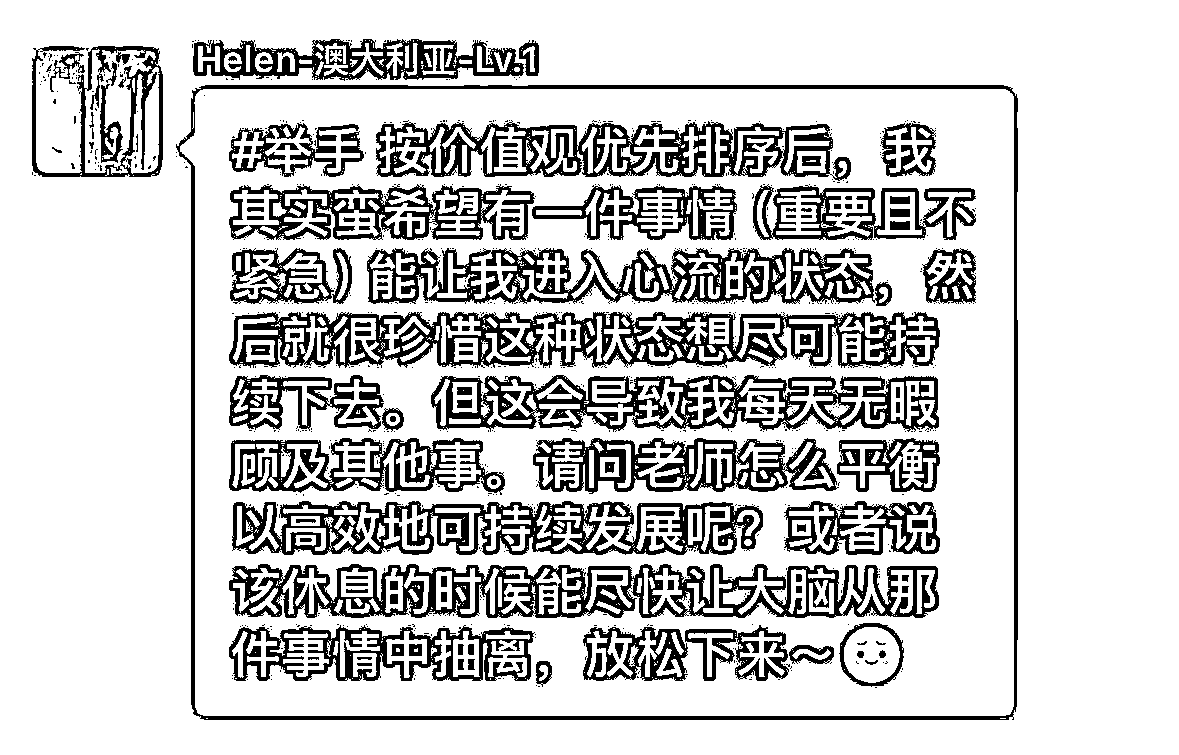 Helen-澳大利亚-Lv.1
#举手 按价值观优先排序后，我
其实蛮希望有一件事情（重要且不
紧急）能让我进入心流的状态，然
后就很珍惜这种状态想尽可能持
续下去。但这会导致我每天无暇
顾及其他事。请问老师怎么平衡
以高效地可持续发展呢？或者说
该休息的时候能尽快让大脑从那
件事情中抽离，放松下来～